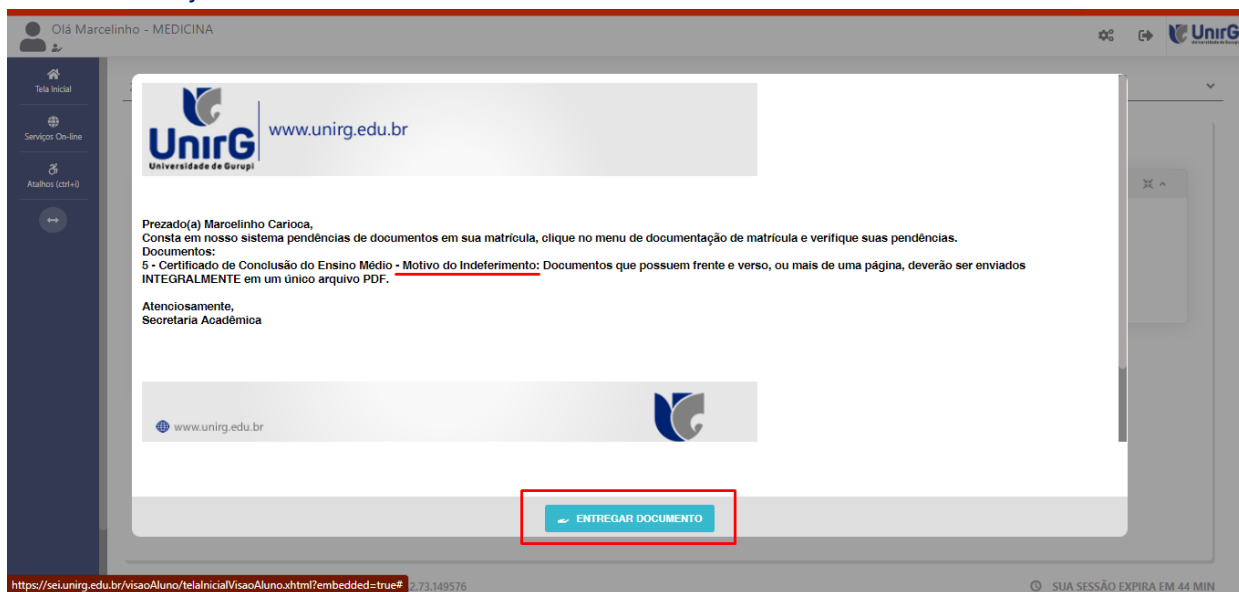 Olá Marcelinho - MEDICINA
UnirG
Tela Inicial
Serviços On-line
Atalhos (ctrl+i)
UnirG
Universidade de Gurupi
www.unirg.edu.br
Prezado(a) Marcelinho Carioca,
Consta em nosso sistema pendências de documentos em sua matrícula, clique no menu de documentação de matrícula e verifique suas pendências.
Documentos:
5 - Certificado de Conclusão do Ensino Médio - Motivo do Indeferimento: Documentos que possuem frente e verso, ou mais de uma página, deverão ser enviados
INTEGRALMENTE em um único arquivo PDF.
Atenciosamente,
Secretaria Acadêmica
www.unirg.edu.br
ENTREGAR DOCUMENTO
https://sei.unirg.edu.br/visaoAluno/telaInicialVisaoAluno.xhtml?embedded=true#
2.73.149576
SUA SESSÃO EXPIRA EM 44 MIN